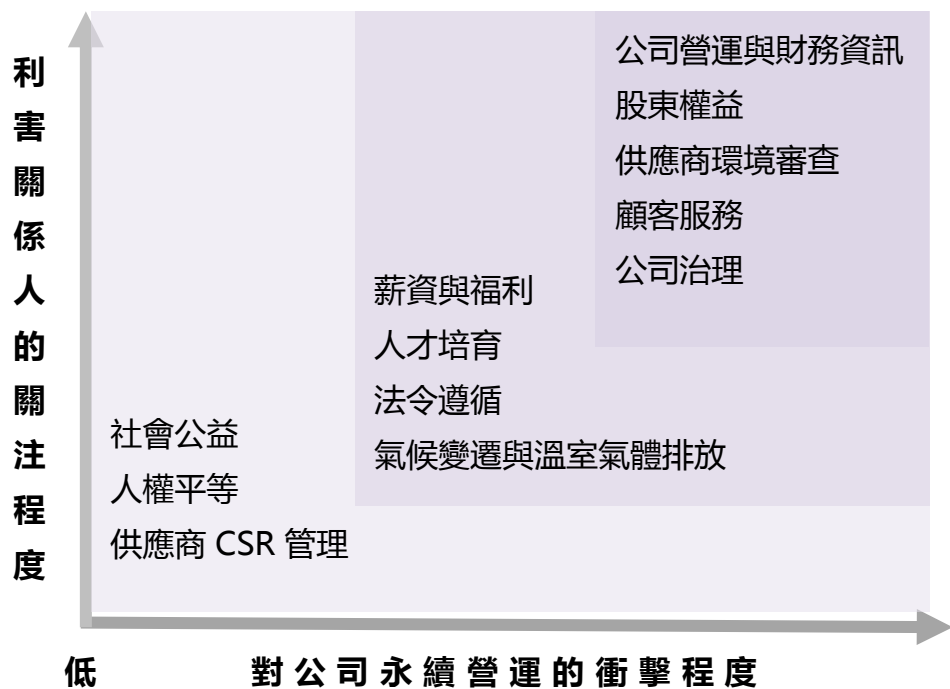 利害關係人的關注程度
公司營運與財務資訊
股東權益
供應商環境審查
顧客服務
公司治理
薪資與福利
人才培育
法令遵循
氣候變遷與溫室氣體排放
社會公益
人權平等
供應商 CSR 管理
低
對公司永續營運的衝擊程度